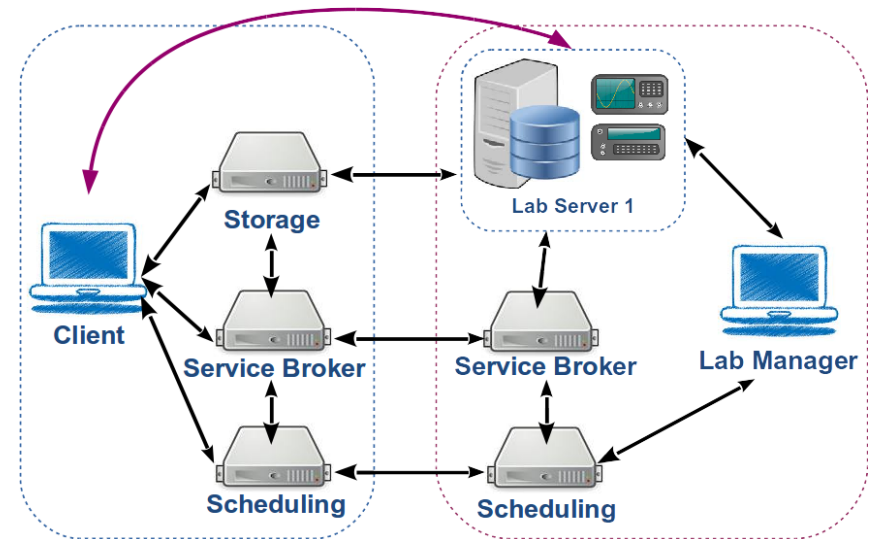 Lab Server 1
Storage
Client
Service Broker
Service Broker
Lab Manager
Scheduling
Scheduling